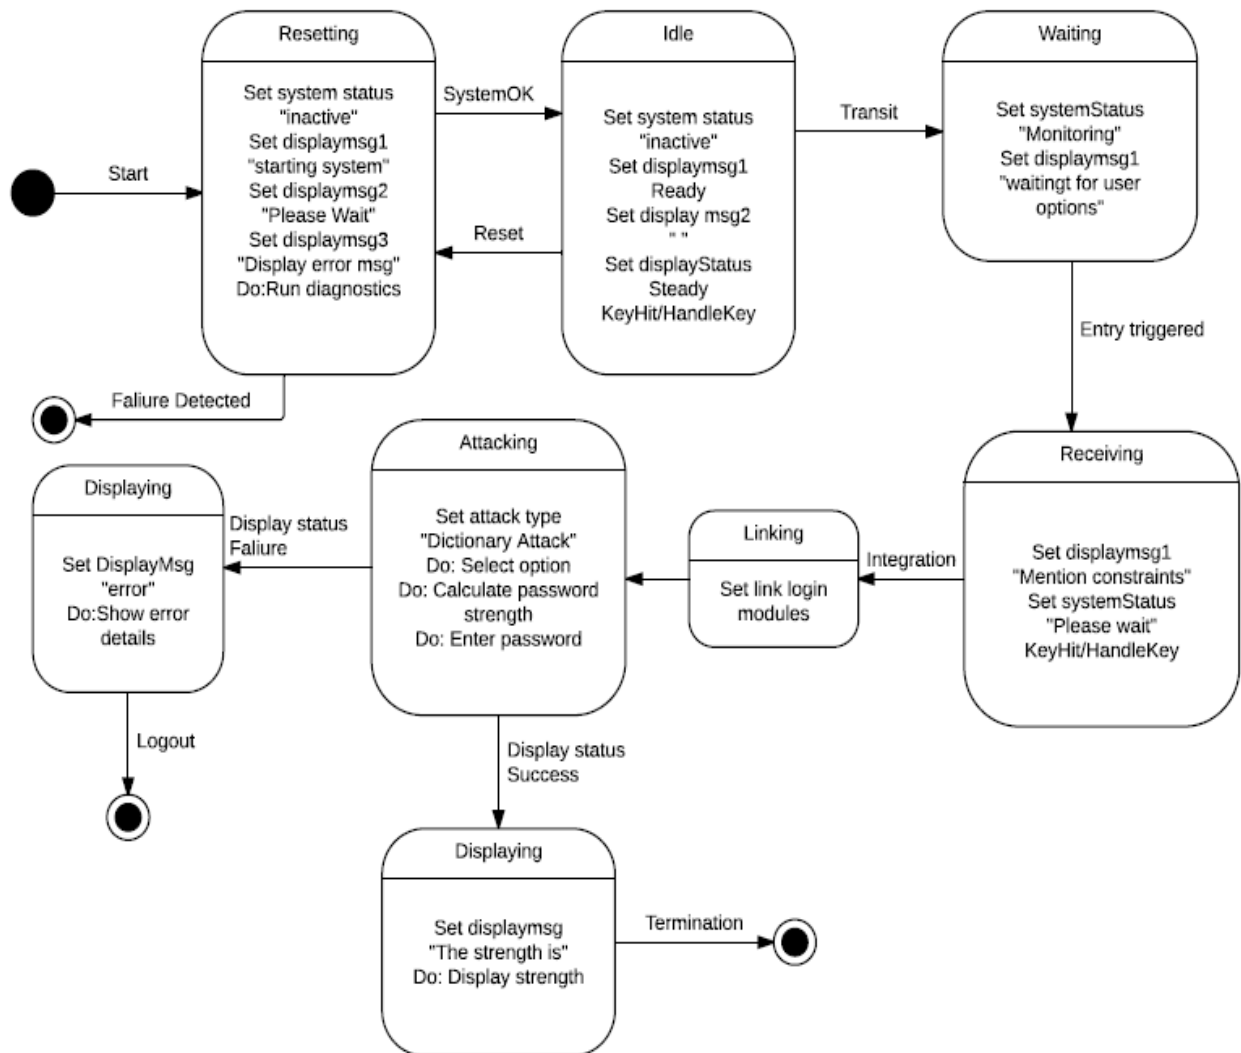 Resetting
Set system status
"inactive"
Set displaymsg1
"starting system"
Set displaymsg2
"Please Wait"
Set displaymsg3
"Display error msg"
Do:Run diagnostics
Idle
Set system status
"inactive"
Set displaymsg1
Ready
Set display msg2
" "
Set displayStatus
Steady
KeyHit/HandleKey
Waiting
Set systemStatus
"Monitoring"
Set displaymsg1
"waitingt for user
options"
Start
SystemOK
Reset
Transit
Entry triggered
Faliure Detected
Receiving
Set displaymsg1
"Mention constraints"
Set systemStatus
"Please wait"
KeyHit/HandleKey
Integration
Linking
Set link login
modules
Attacking
Set attack type
"Dictionary Attack"
Do: Select option
Do: Calculate password
strength
Do: Enter password
Display status
Faliure
Displaying
Set DisplayMsg
"error"
Do:Show error
details
Logout
Display status
Success
Displaying
Set displaymsg
"The strength is"
Do: Display strength
Termination